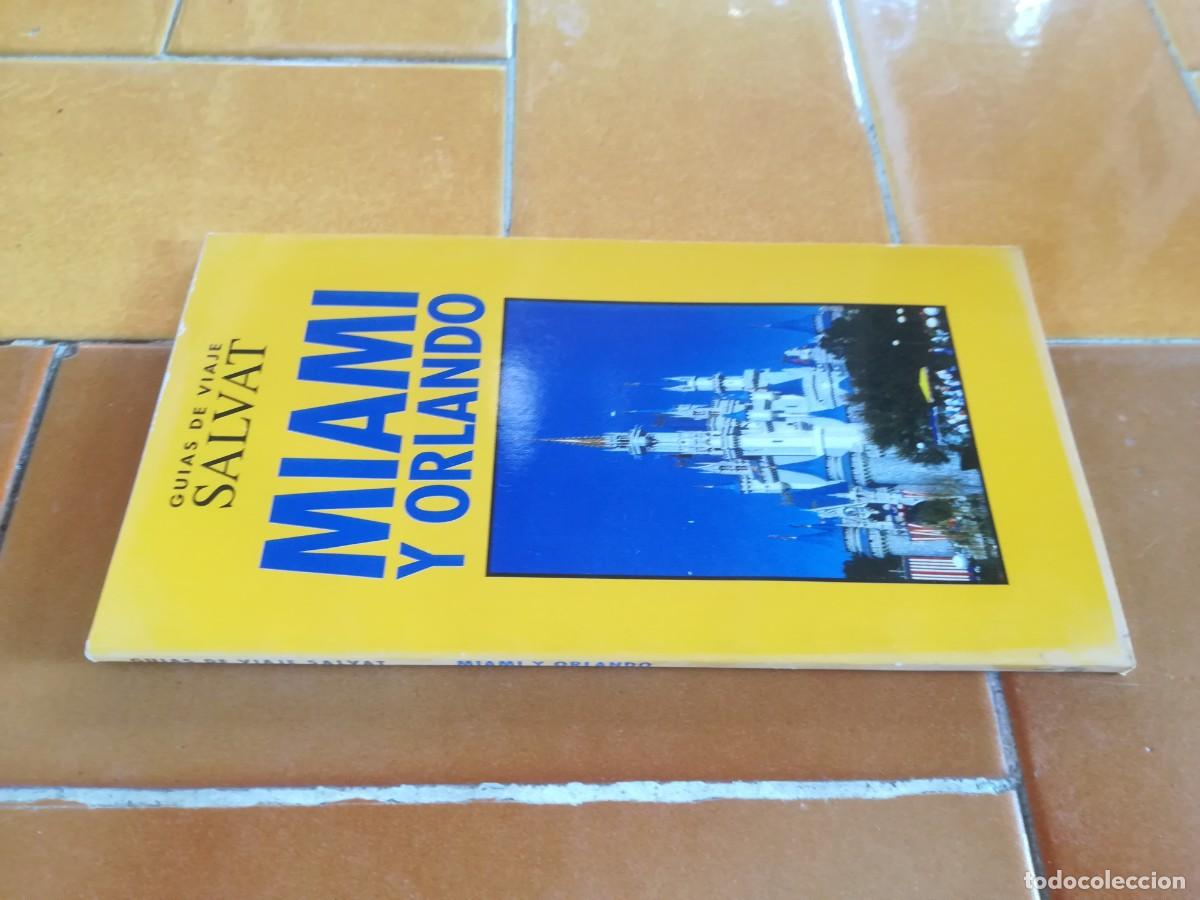 GUIAS DE VIAJE
SALVAT
MIAMI
Y ORLANDO
GUIAS DE VIAJE SALVAT MIAMI Y ORLANDO
todocoleccion